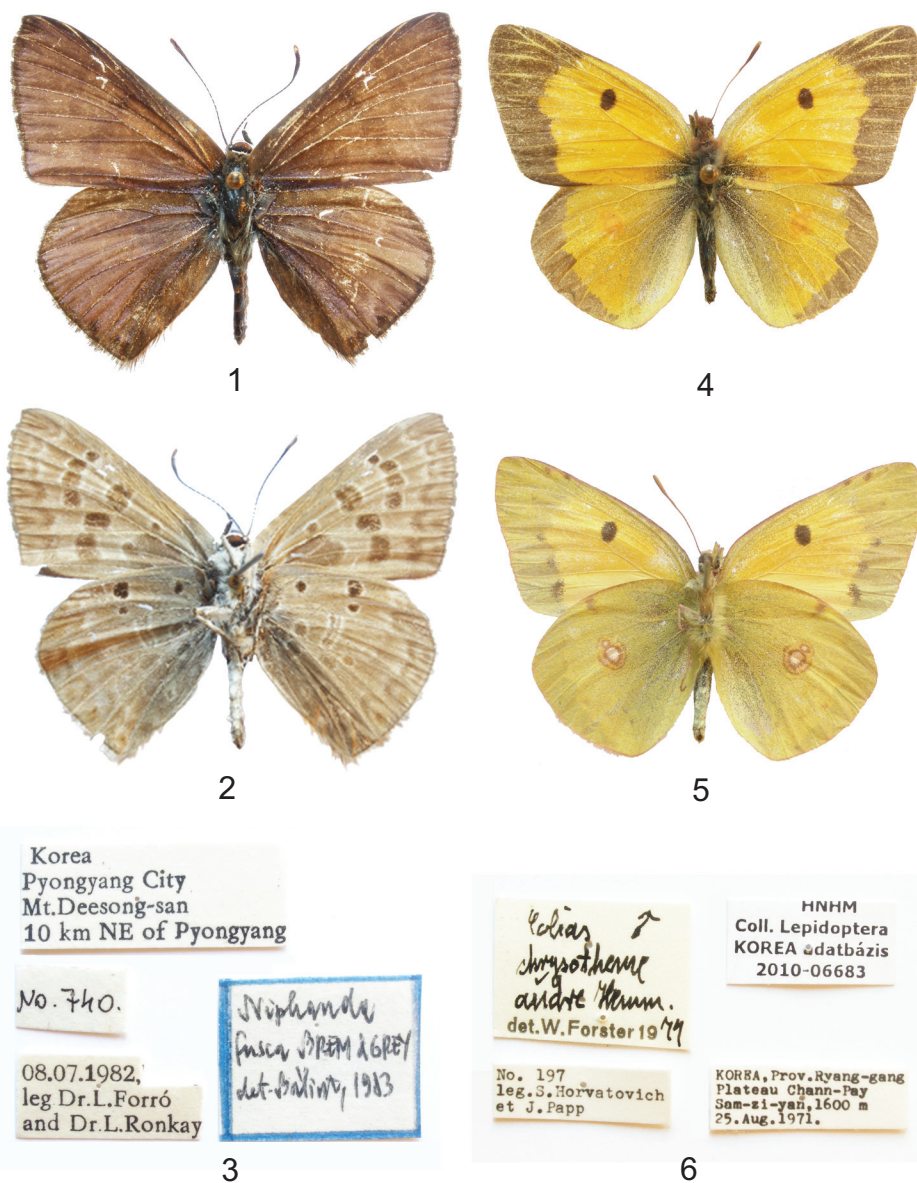 1
4
2
5
Korea
Pyongyang City
Mt.Deesong-san
10 km NE of Pyongyang
No. 740.
08.07.1982,
leg Dr.L.Forró
and Dr.L.Ronkay
Niphanda
fusca BREM & GREY
det. Bálint, 1983
3
Colias ♂
chrysotheme
Hemm.
det.W.Forster 1977
HNHM
Coll. Lepidoptera
KOREA adatbázis
2010-06683
No. 197
leg.S.Horvatovich
et J.Papp
KOREA,Prov.Ryang-gang
Plateau Chann-Pay
Sam-zi-yan,1600 m
25.Aug.1971.
6